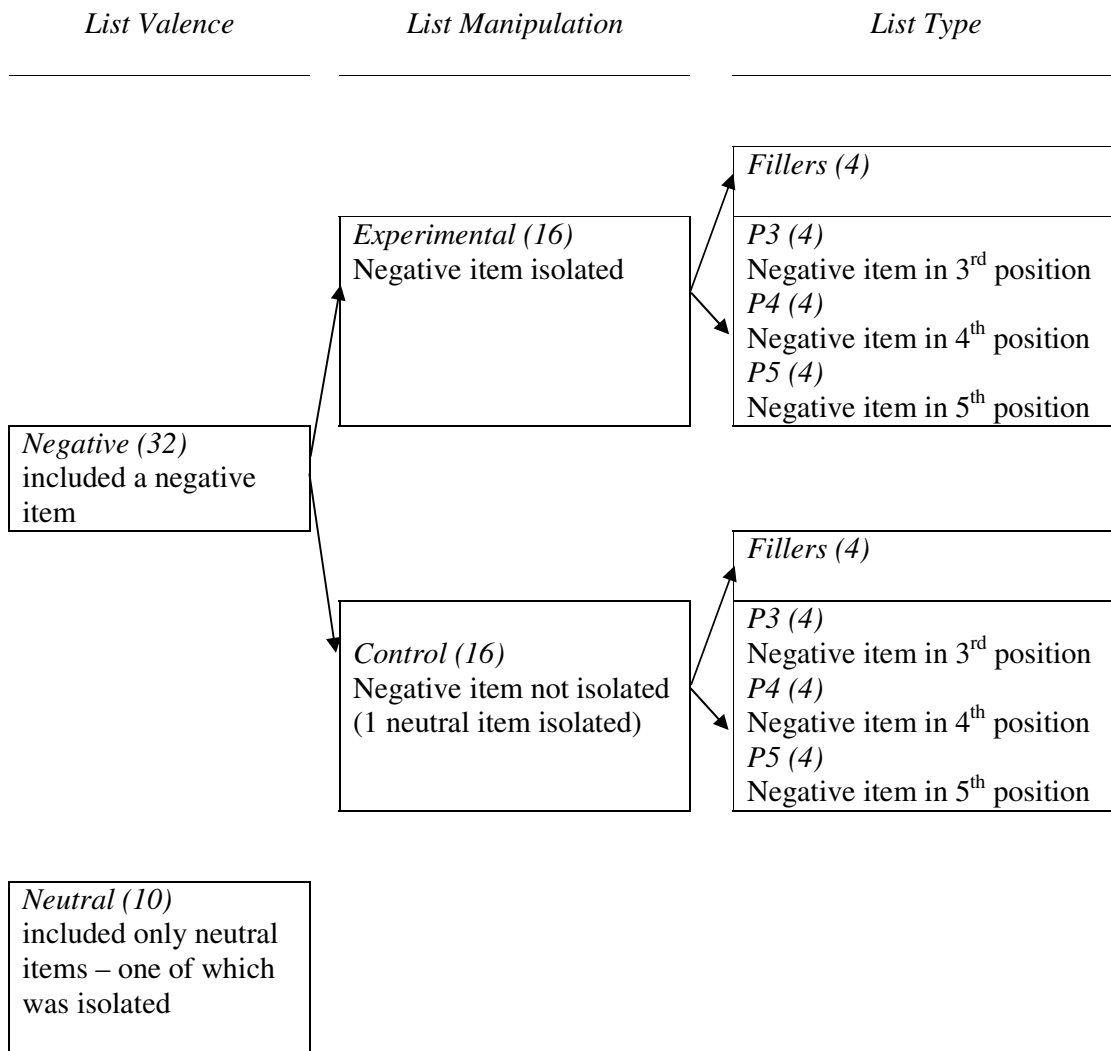 List Valence
List Manipulation
List Type
Fillers (4)
Experimental (16)
Negative item isolated
P3 (4)
Negative item in 3rd position
P4 (4)
Negative item in 4th position
P5 (4)
Negative item in 5th position
Negative (32)
included a negative
item
Fillers (4)
Control (16)
Negative item not isolated
(1 neutral item isolated)
P3 (4)
Negative item in 3rd position
P4 (4)
Negative item in 4th position
P5 (4)
Negative item in 5th position
Neutral (10)
included only neutral
items – one of which
was isolated